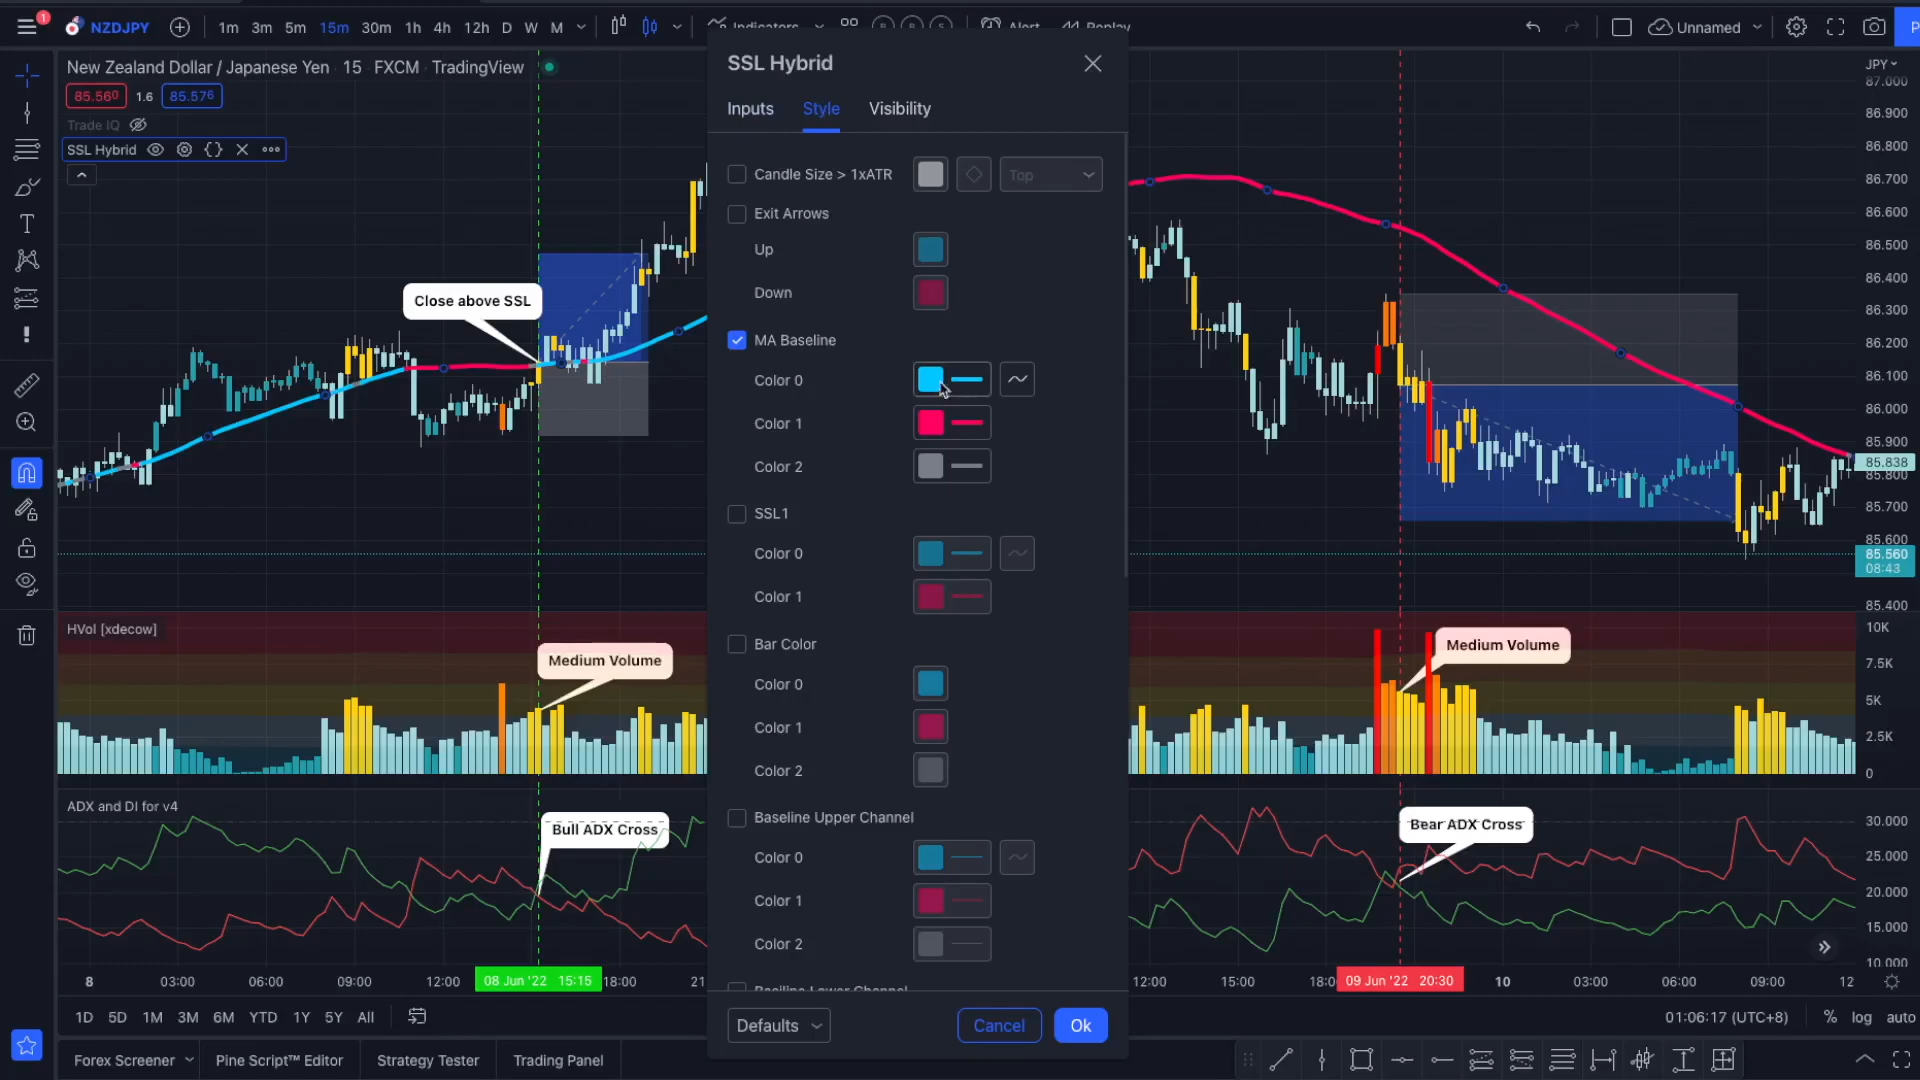 1
NZDJPY
1m 3m 5m 15m 30m 1h 4h 12h D W M
Indicators
Alert
Replay
Unnamed
P
New Zealand Dollar / Japanese Yen · 15 · FXCM · TradingView
85.560 1.6 85.576
Trade IQ
SSL Hybrid
Close above SSL
SSL Hybrid
Inputs Style Visibility
Candle Size > 1xATR
Top
Exit Arrows
Up
Down
MA Baseline
Color 0
Color 1
Color 2
SSL1
Color 0
Color 1
Bar Color
Color 0
Color 1
Color 2
Baseline Upper Channel
Color 0
Color 1
Color 2
Basiline Lower Channel
Defaults
Cancel
Ok
JPY
87.000
86.900
86.800
86.700
86.600
86.500
86.400
86.300
86.200
86.100
86.000
85.900
85.838
85.800
85.700
85.600
85.560
08:43
85.400
HVol [xdecow]
Medium Volume
Medium Volume
10K
7.5K
5K
2.5K
0
ADX and DI for v4
Bull ADX Cross
Bear ADX Cross
30.000
25.000
20.000
15.000
10.000
8 03:00 06:00 09:00 12:00 08 Jun '22 15:15 18:00 21
12:00 15:00 18:0 09 Jun '22 20:30 10 03:00 06:00 09:00 12
1D 5D 1M 3M 6M YTD 1Y 5Y All
01:06:17 (UTC+8) % log auto
Forex Screener
Pine Script™ Editor
Strategy Tester
Trading Panel